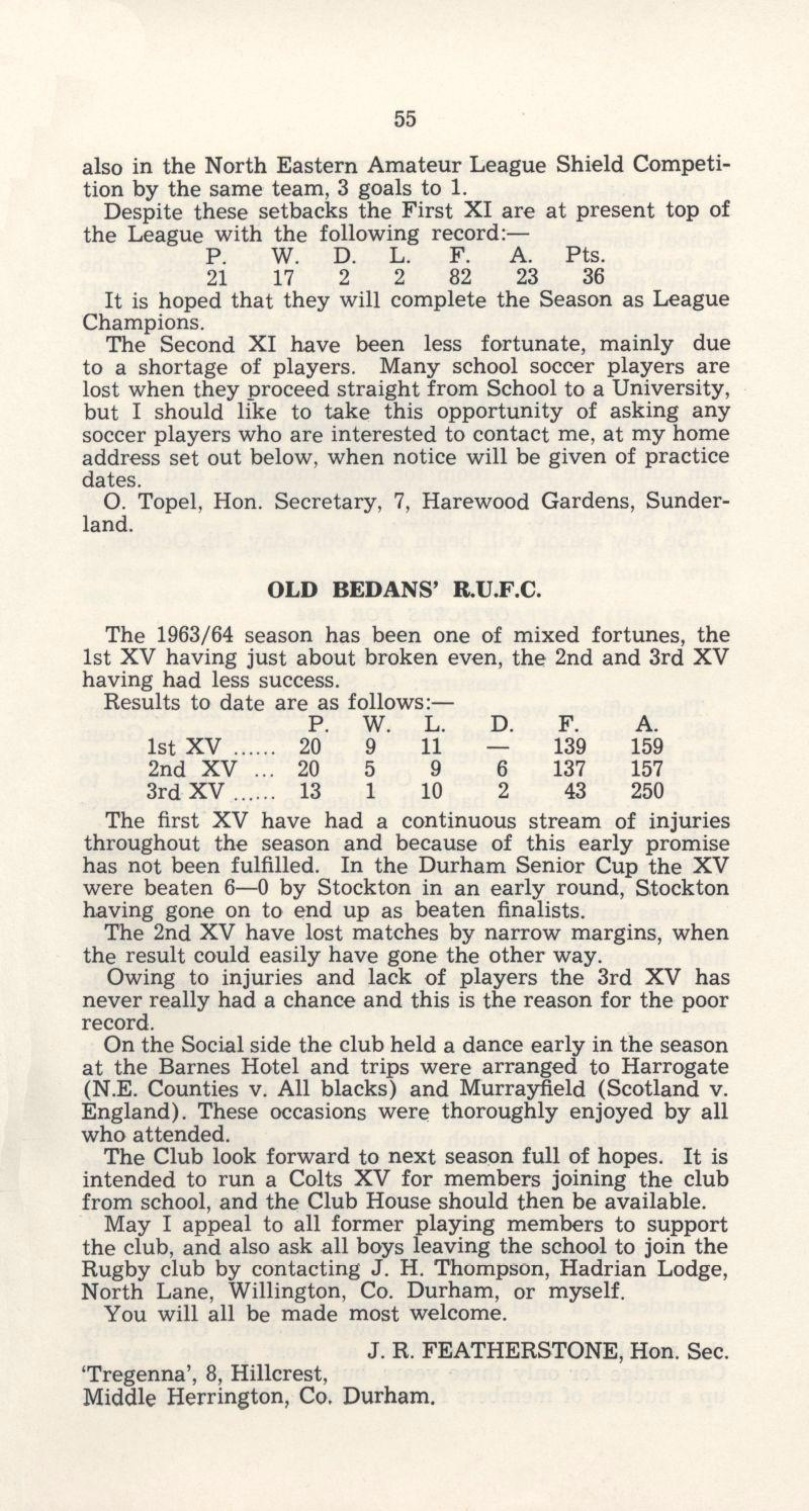 55
also in the North Eastern Amateur League Shield Competi-
tion by the same team, 3 goals to 1.
Despite these setbacks the First XI are at present top of
the League with the following record:—
P. W. D. L. F. A. Pts.
21 17 2 2 82 23 36
It is hoped that they will complete the Season as League
Champions.
The Second XI have been less fortunate, mainly due
to a shortage of players. Many school soccer players are
lost when they proceed straight from School to a University,
but I should like to take this opportunity of asking any
soccer players who are interested to contact me, at my home
address set out below, when notice will be given of practice
dates.
O. Topel, Hon. Secretary, 7, Harewood Gardens, Sunder-
land.
OLD BEDANS' R.U.F.C.
The 1963/64 season has been one of mixed fortunes, the
1st XV having just about broken even, the 2nd and 3rd XV
having had less success.
Results to date are as follows:—
P. W. L. D. F. A.
1st XV ...... 20 9 11 — 139 159
2nd XV ... 20 5 9 6 137 157
3rd XV ...... 13 1 10 2 43 250
The first XV have had a continuous stream of injuries
throughout the season and because of this early promise
has not been fulfilled. In the Durham Senior Cup the XV
were beaten 6—0 by Stockton in an early round, Stockton
having gone on to end up as beaten finalists.
The 2nd XV have lost matches by narrow margins, when
the result could easily have gone the other way.
Owing to injuries and lack of players the 3rd XV has
never really had a chance and this is the reason for the poor
record.
On the Social side the club held a dance early in the season
at the Barnes Hotel and trips were arranged to Harrogate
(N.E. Counties v. All blacks) and Murrayfield (Scotland v.
England). These occasions were thoroughly enjoyed by all
who attended.
The Club look forward to next season full of hopes. It is
intended to run a Colts XV for members joining the club
from school, and the Club House should then be available.
May I appeal to all former playing members to support
the club, and also ask all boys leaving the school to join the
Rugby club by contacting J. H. Thompson, Hadrian Lodge,
North Lane, Willington, Co. Durham, or myself.
You will all be made most welcome.
J. R. FEATHERSTONE, Hon. Sec.
'Tregenna', 8, Hillcrest,
Middle Herrington, Co. Durham.